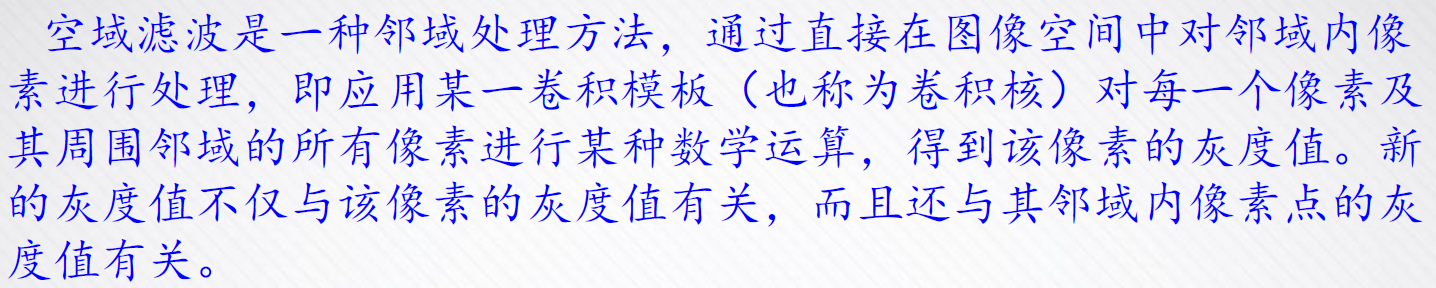 空域滤波是一种邻域处理方法，通过直接在图像空间中对邻域内像
素进行处理，即应用某一卷积模板（也称为卷积核）对每一个像素及
其周围邻域的所有像素进行某种数学运算，得到该像素的灰度值。新
的灰度值不仅与该像素的灰度值有关，而且还与其邻域内像素点的灰
度值有关。